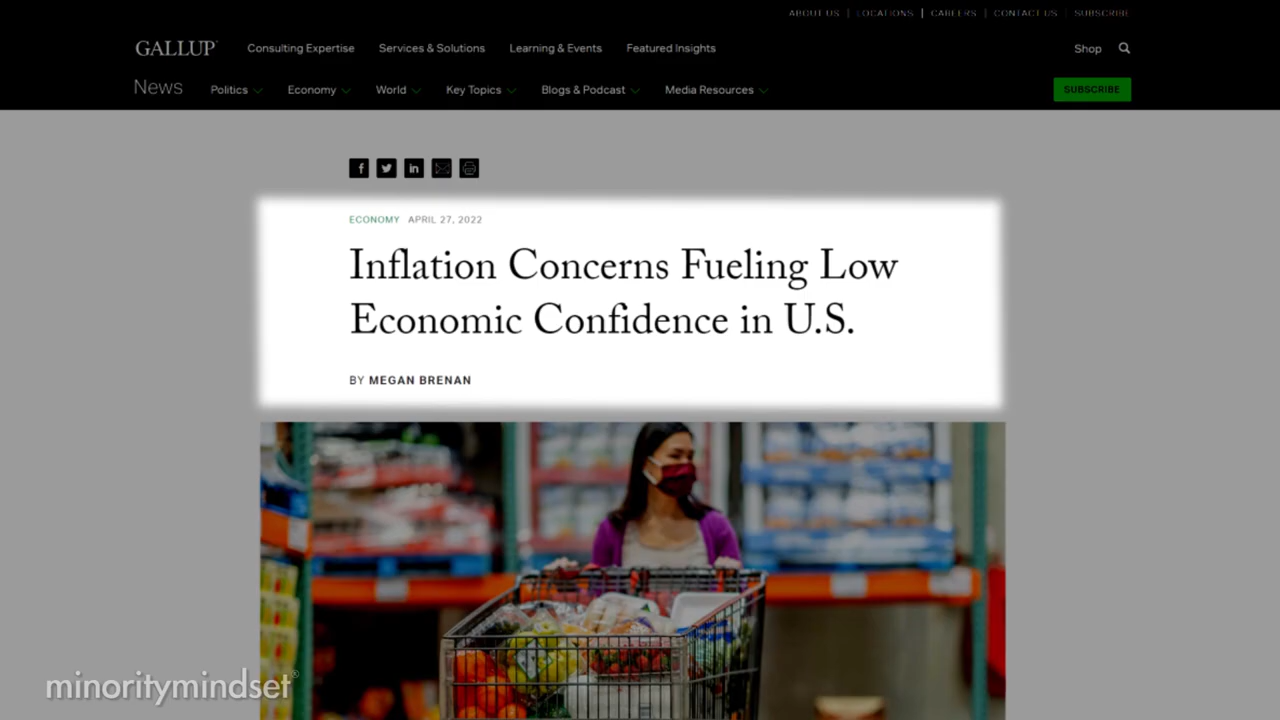 ABOUT US | LOCATIONS | CAREERS | CONTACT US | SUBSCRIBE
GALLUP® Consulting Expertise Services & Solutions Learning & Events Featured Insights Shop
News Politics Economy World Key Topics Blogs & Podcast Media Resources SUBSCRIBE
ECONOMY APRIL 27, 2022
Inflation Concerns Fueling Low
Economic Confidence in U.S.
BY MEGAN BRENAN
minoritymindset®